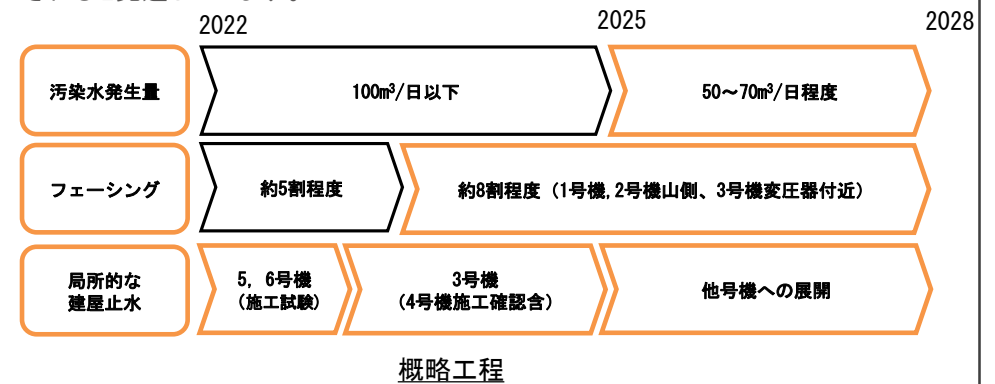 2022
2025
2028
汚染水発生量
100m³/日以下
50～70m³/日程度
フェーシング
約5割程度
約8割程度（1号機,2号機山側、3号機変圧器付近）
局所的な
建屋止水
5，6号機
（施工試験）
3号機
（4号機施工確認含）
他号機への展開
概略工程